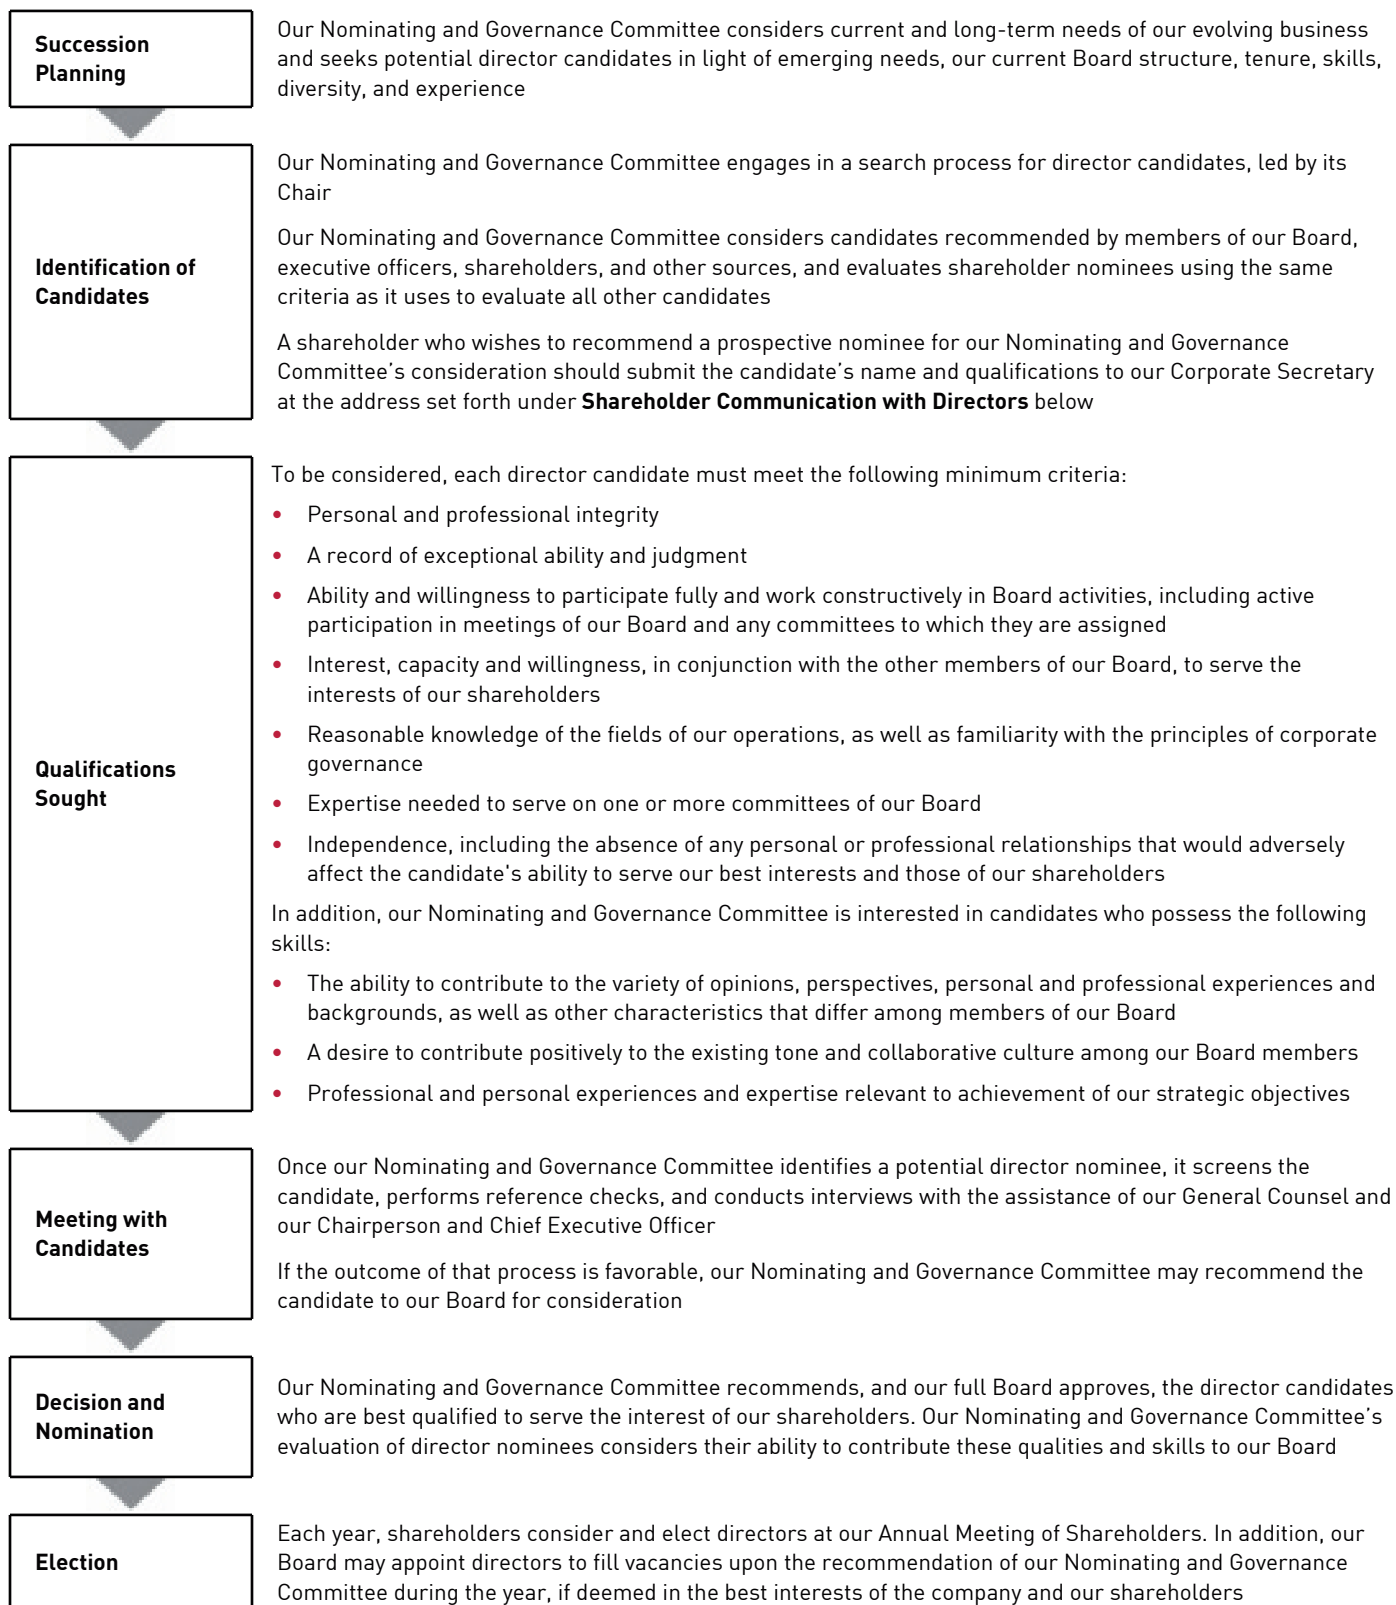 Succession
Planning
Our Nominating and Governance Committee considers current and long-term needs of our evolving business
and seeks potential director candidates in light of emerging needs, our current Board structure, tenure, skills,
diversity, and experience
Identification of
Candidates
Our Nominating and Governance Committee engages in a search process for director candidates, led by its
Chair
Our Nominating and Governance Committee considers candidates recommended by members of our Board,
executive officers, shareholders, and other sources, and evaluates shareholder nominees using the same
criteria as it uses to evaluate all other candidates
A shareholder who wishes to recommend a prospective nominee for our Nominating and Governance
Committee’s consideration should submit the candidate’s name and qualifications to our Corporate Secretary
at the address set forth under Shareholder Communication with Directors below
Qualifications
Sought
To be considered, each director candidate must meet the following minimum criteria:
• Personal and professional integrity
• A record of exceptional ability and judgment
• Ability and willingness to participate fully and work constructively in Board activities, including active
participation in meetings of our Board and any committees to which they are assigned
• Interest, capacity and willingness, in conjunction with the other members of our Board, to serve the
interests of our shareholders
• Reasonable knowledge of the fields of our operations, as well as familiarity with the principles of corporate
governance
• Expertise needed to serve on one or more committees of our Board
• Independence, including the absence of any personal or professional relationships that would adversely
affect the candidate's ability to serve our best interests and those of our shareholders
In addition, our Nominating and Governance Committee is interested in candidates who possess the following
skills:
• The ability to contribute to the variety of opinions, perspectives, personal and professional experiences and
backgrounds, as well as other characteristics that differ among members of our Board
• A desire to contribute positively to the existing tone and collaborative culture among our Board members
• Professional and personal experiences and expertise relevant to achievement of our strategic objectives
Meeting with
Candidates
Once our Nominating and Governance Committee identifies a potential director nominee, it screens the
candidate, performs reference checks, and conducts interviews with the assistance of our General Counsel and
our Chairperson and Chief Executive Officer
If the outcome of that process is favorable, our Nominating and Governance Committee may recommend the
candidate to our Board for consideration
Decision and
Nomination
Our Nominating and Governance Committee recommends, and our full Board approves, the director candidates
who are best qualified to serve the interest of our shareholders. Our Nominating and Governance Committee’s
evaluation of director nominees considers their ability to contribute these qualities and skills to our Board
Election
Each year, shareholders consider and elect directors at our Annual Meeting of Shareholders. In addition, our
Board may appoint directors to fill vacancies upon the recommendation of our Nominating and Governance
Committee during the year, if deemed in the best interests of the company and our shareholders